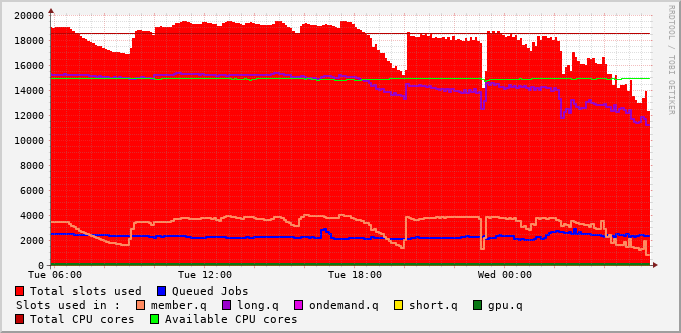 20000
18000
16000
14000
12000
10000
8000
6000
4000
2000
0
Tue 06:00 Tue 12:00 Tue 18:00 Wed 00:00
RRDTOOL / TOBI OETIKER
Total slots used Queued Jobs
Slots used in : member.q long.q ondemand.q short.q gpu.q
Total CPU cores Available CPU cores